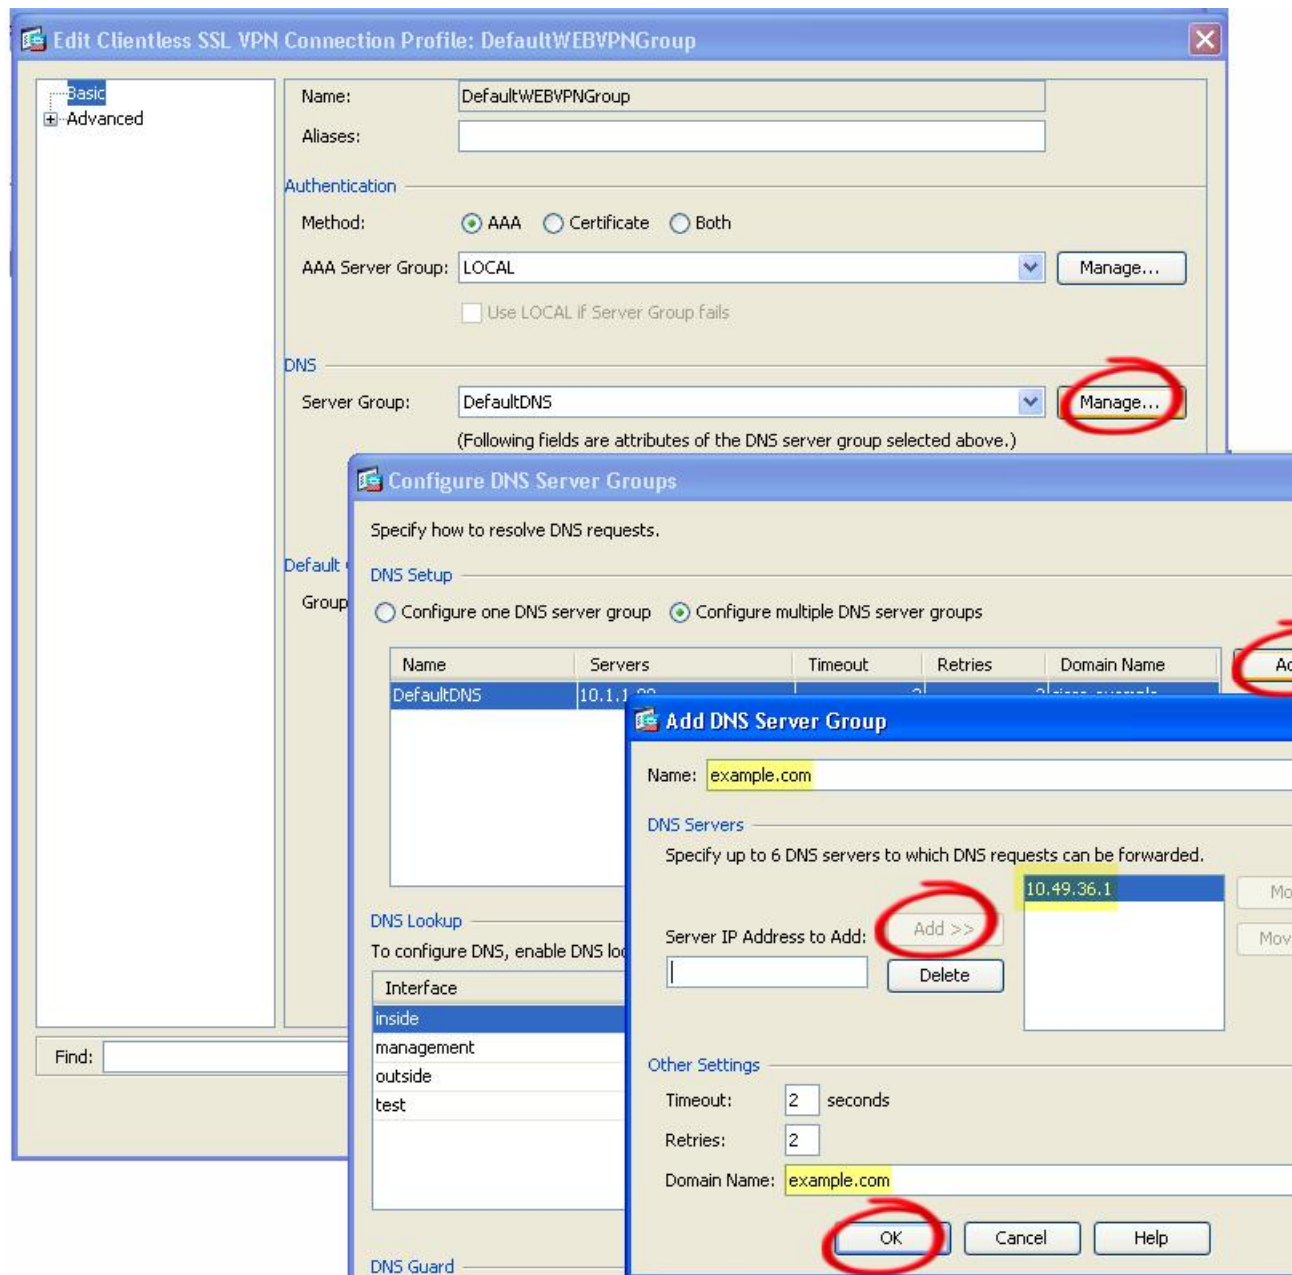 Edit Clientless SSL VPN Connection Profile: DefaultWEBVPNGroup
Basic
Advanced
Name: DefaultWEBVPNGroup
Aliases:
Authentication
Method: AAA Certificate Both
AAA Server Group: LOCAL Manage...
Use LOCAL if Server Group fails
DNS
Server Group: DefaultDNS Manage...
(Following fields are attributes of the DNS server group selected above.)
Default
Group
Find:
Configure DNS Server Groups
Specify how to resolve DNS requests.
DNS Setup
Configure one DNS server group Configure multiple DNS server groups
Name Servers Timeout Retries Domain Name
DefaultDNS
DNS Lookup
To configure DNS, enable DNS
Interface
inside
management
outside
test
DNS Guard
Add DNS Server Group
Name: example.com
DNS Servers
Specify up to 6 DNS servers to which DNS requests can be forwarded.
10.49.36.1
Server IP Address to Add: Add >>
Delete
Other Settings
Timeout: 2 seconds
Retries: 2
Domain Name: example.com
OK Cancel Help